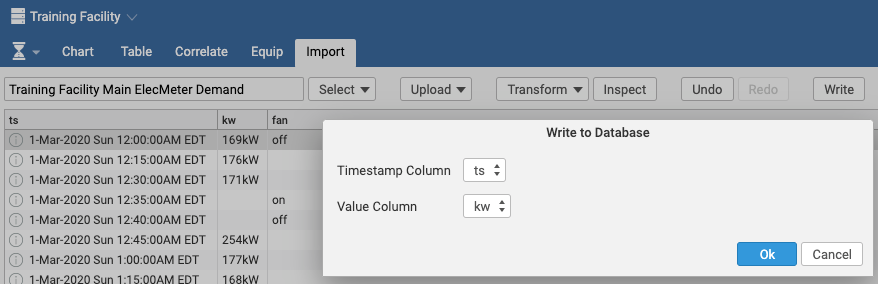 Training Facility
Chart Table Correlate Equip Import
Training Facility Main ElecMeter Demand Select Upload Transform Inspect Undo Redo Write
ts kw fan
1-Mar-2020 Sun 12:00:00AM EDT 169kW off
1-Mar-2020 Sun 12:15:00AM EDT 176kW
1-Mar-2020 Sun 12:30:00AM EDT 171kW
1-Mar-2020 Sun 12:35:00AM EDT on
1-Mar-2020 Sun 12:40:00AM EDT off
1-Mar-2020 Sun 12:45:00AM EDT 254kW
1-Mar-2020 Sun 1:00:00AM EDT 177kW
1-Mar-2020 Sun 1:15:00AM EDT 168kW
Write to Database
Timestamp Column ts
Value Column kw
Ok Cancel